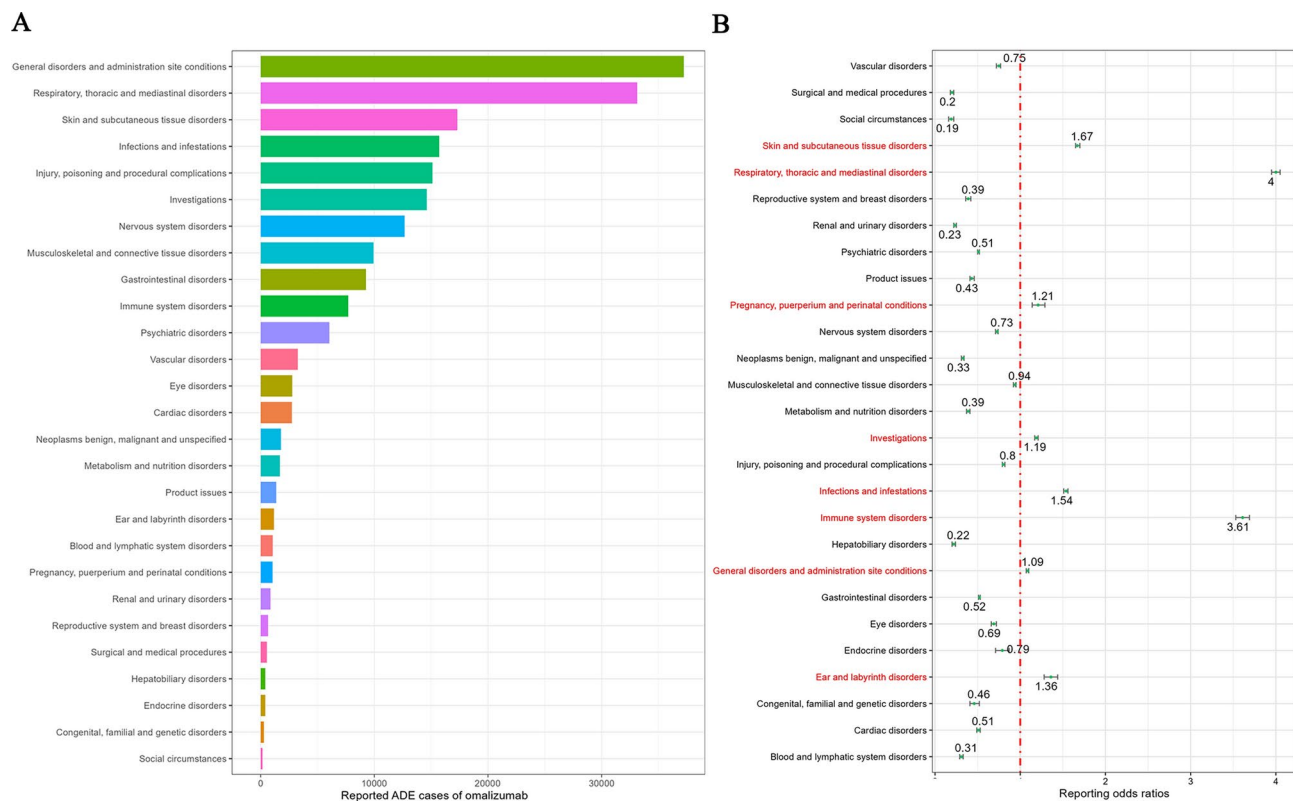 A
General disorders and administration site conditions
Respiratory, thoracic and mediastinal disorders
Skin and subcutaneous tissue disorders
Infections and infestations
Injury, poisoning and procedural complications
Investigations
Nervous system disorders
Musculoskeletal and connective tissue disorders
Gastrointestinal disorders
Immune system disorders
Psychiatric disorders
Vascular disorders
Eye disorders
Cardiac disorders
Neoplasms benign, malignant and unspecified
Metabolism and nutrition disorders
Product issues
Ear and labyrinth disorders
Blood and lymphatic system disorders
Pregnancy, puerperium and perinatal conditions
Renal and urinary disorders
Reproductive system and breast disorders
Surgical and medical procedures
Hepatobiliary disorders
Endocrine disorders
Congenital, familial and genetic disorders
Social circumstances
0 10000 20000 30000
Reported ADE cases of omalizumab
B
Vascular disorders 0.75
Surgical and medical procedures 0.2
Social circumstances 0.19
Skin and subcutaneous tissue disorders 1.67
Respiratory, thoracic and mediastinal disorders 4
Reproductive system and breast disorders 0.39
Renal and urinary disorders 0.23
Psychiatric disorders 0.51
Product issues 0.43
Pregnancy, puerperium and perinatal conditions 1.21
Nervous system disorders 0.73
Neoplasms benign, malignant and unspecified 0.33
Musculoskeletal and connective tissue disorders 0.94
Metabolism and nutrition disorders 0.39
Investigations 1.19
Injury, poisoning and procedural complications 0.8
Infections and infestations 1.54
Immune system disorders 3.61
Hepatobiliary disorders 0.22
General disorders and administration site conditions 1.09
Gastrointestinal disorders 0.52
Eye disorders 0.69
Endocrine disorders 0.79
Ear and labyrinth disorders 1.36
Congenital, familial and genetic disorders 0.46
Cardiac disorders 0.51
Blood and lymphatic system disorders 0.31
2 3 4
Reporting odds ratios